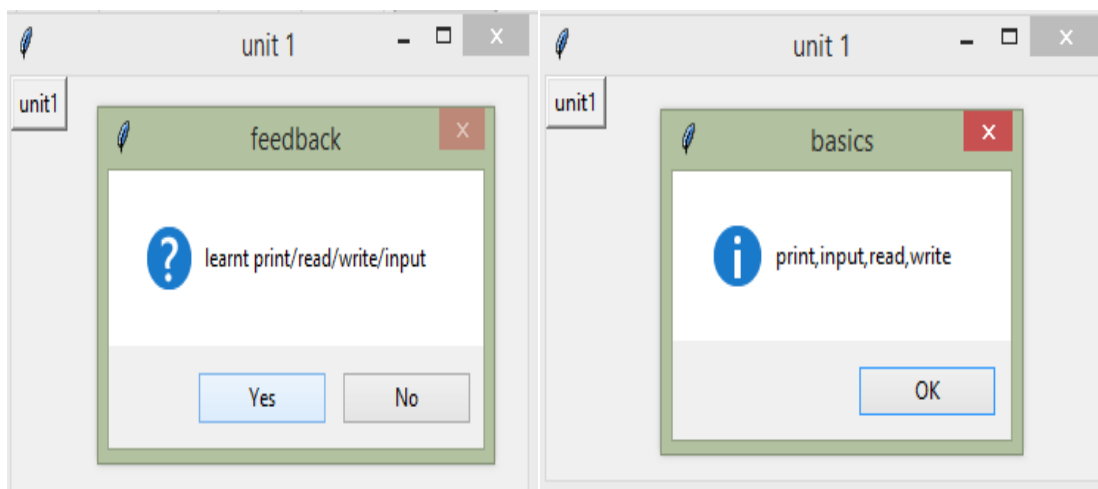 unit 1
unit1
feedback
learnt print/read/write/input
Yes
No
unit 1
unit1
basics
print,input,read,write
OK